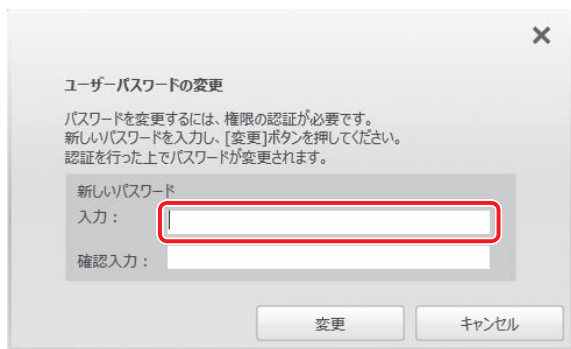 ユーザーパスワードの変更
パスワードを変更するには、権限の認証が必要です。
新しいパスワードを入力し、[変更]ボタンを押してください。
認証を行った上でパスワードが変更されます。
新しいパスワード
入力：
確認入力：
変更
キャンセル